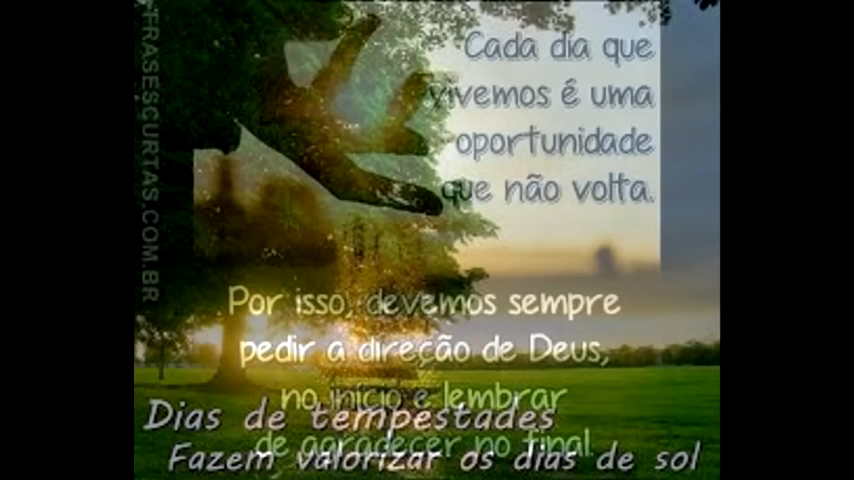 FRASESCURTAS.COM.BR
Cada dia que
vivemos é uma
oportunidade
que não volta.
Por isso, devemos sempre
pedir a direção de Deus,
no início e lembrar
de agradecer no final.
Dias de tempestades
Fazem valorizar os dias de sol